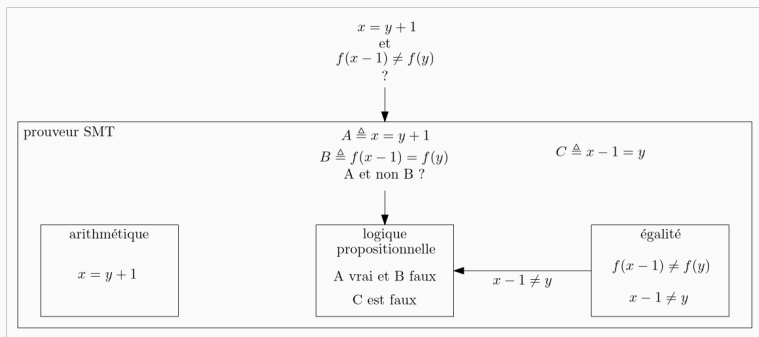 x = y + 1
et
f(x − 1) ≠ f(y)
?
prouveur SMT
A ≜ x = y + 1
B ≜ f(x − 1) = f(y)
A et non B ?
C ≜ x − 1 = y
arithmétique
x = y + 1
logique
propositionnelle
A vrai et B faux
C est faux
x − 1 ≠ y
égalité
f(x − 1) ≠ f(y)
x − 1 ≠ y